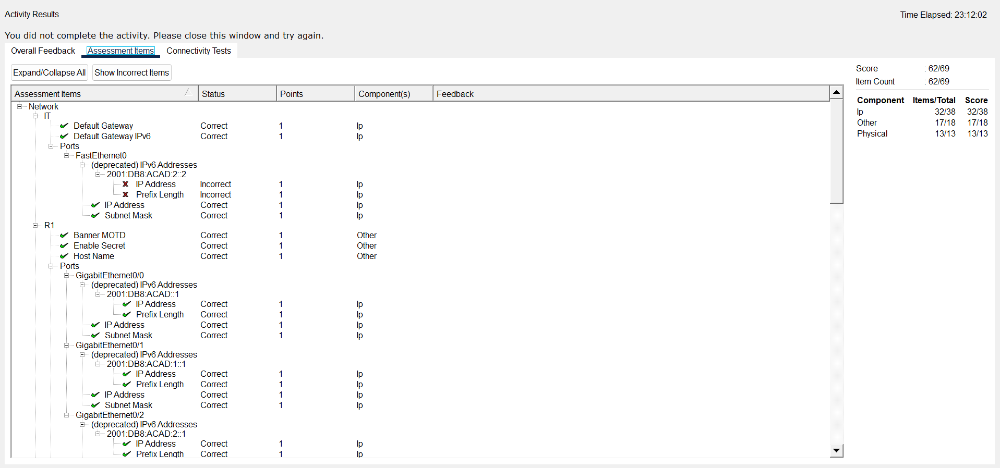 Activity Results
Time Elapsed: 23:12:02
You did not complete the activity. Please close this window and try again.
Overall Feedback Assessment Items Connectivity Tests
Expand/Collapse All Show Incorrect Items
Assessment Items Status Points Component(s) Feedback
Network
IT
Default Gateway Correct 1 Ip
Default Gateway IPv6 Correct 1 Ip
Ports
FastEthernet0
(deprecated) IPv6 Addresses
2001:DB8:ACAD:2::2
IP Address Incorrect 1 Ip
Prefix Length Incorrect 1 Ip
IP Address Correct 1 Ip
Subnet Mask Correct 1 Ip
R1
Banner MOTD Correct 1 Other
Enable Secret Correct 1 Other
Host Name Correct 1 Other
Ports
GigabitEthernet0/0
(deprecated) IPv6 Addresses
2001:DB8:ACAD::1
IP Address Correct 1 Ip
Prefix Length Correct 1 Ip
IP Address Correct 1 Ip
Subnet Mask Correct 1 Ip
GigabitEthernet0/1
(deprecated) IPv6 Addresses
2001:DB8:ACAD:1::1
IP Address Correct 1 Ip
Prefix Length Correct 1 Ip
IP Address Correct 1 Ip
Subnet Mask Correct 1 Ip
GigabitEthernet0/2
(deprecated) IPv6 Addresses
2001:DB8:ACAD:2::1
IP Address Correct 1 Ip
Prefix Length Correct 1 Ip
Score : 62/69
Item Count : 62/69
Component Items/Total Score
Ip 32/38 32/38
Other 17/18 17/18
Physical 13/13 13/13